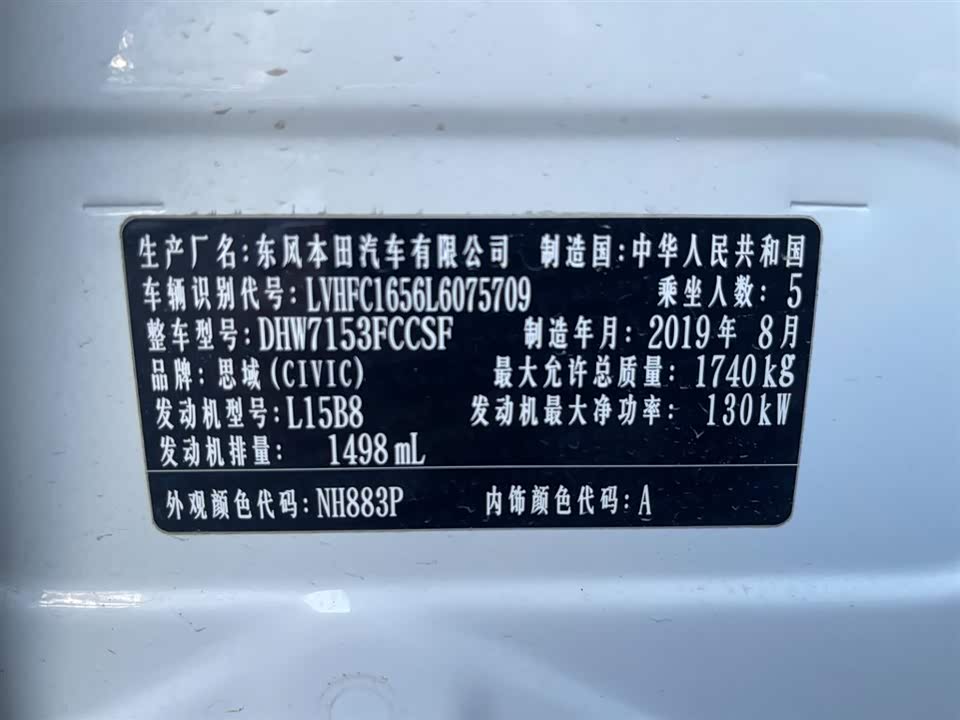 生产厂名:东风本田汽车有限公司 制造国:中华人民共和国
车辆识别代号:LVHFC1656L6075709 乘坐人数:5
整车型号:DHW7153FCCSF 制造年月:2019年 8月
品牌:思域(CIVIC) 最大允许总质量:1740kg
发动机型号:L15B8 发动机最大净功率:130kW
发动机排量: 1498 mL
外观颜色代码:NH883P 内饰颜色代码:A